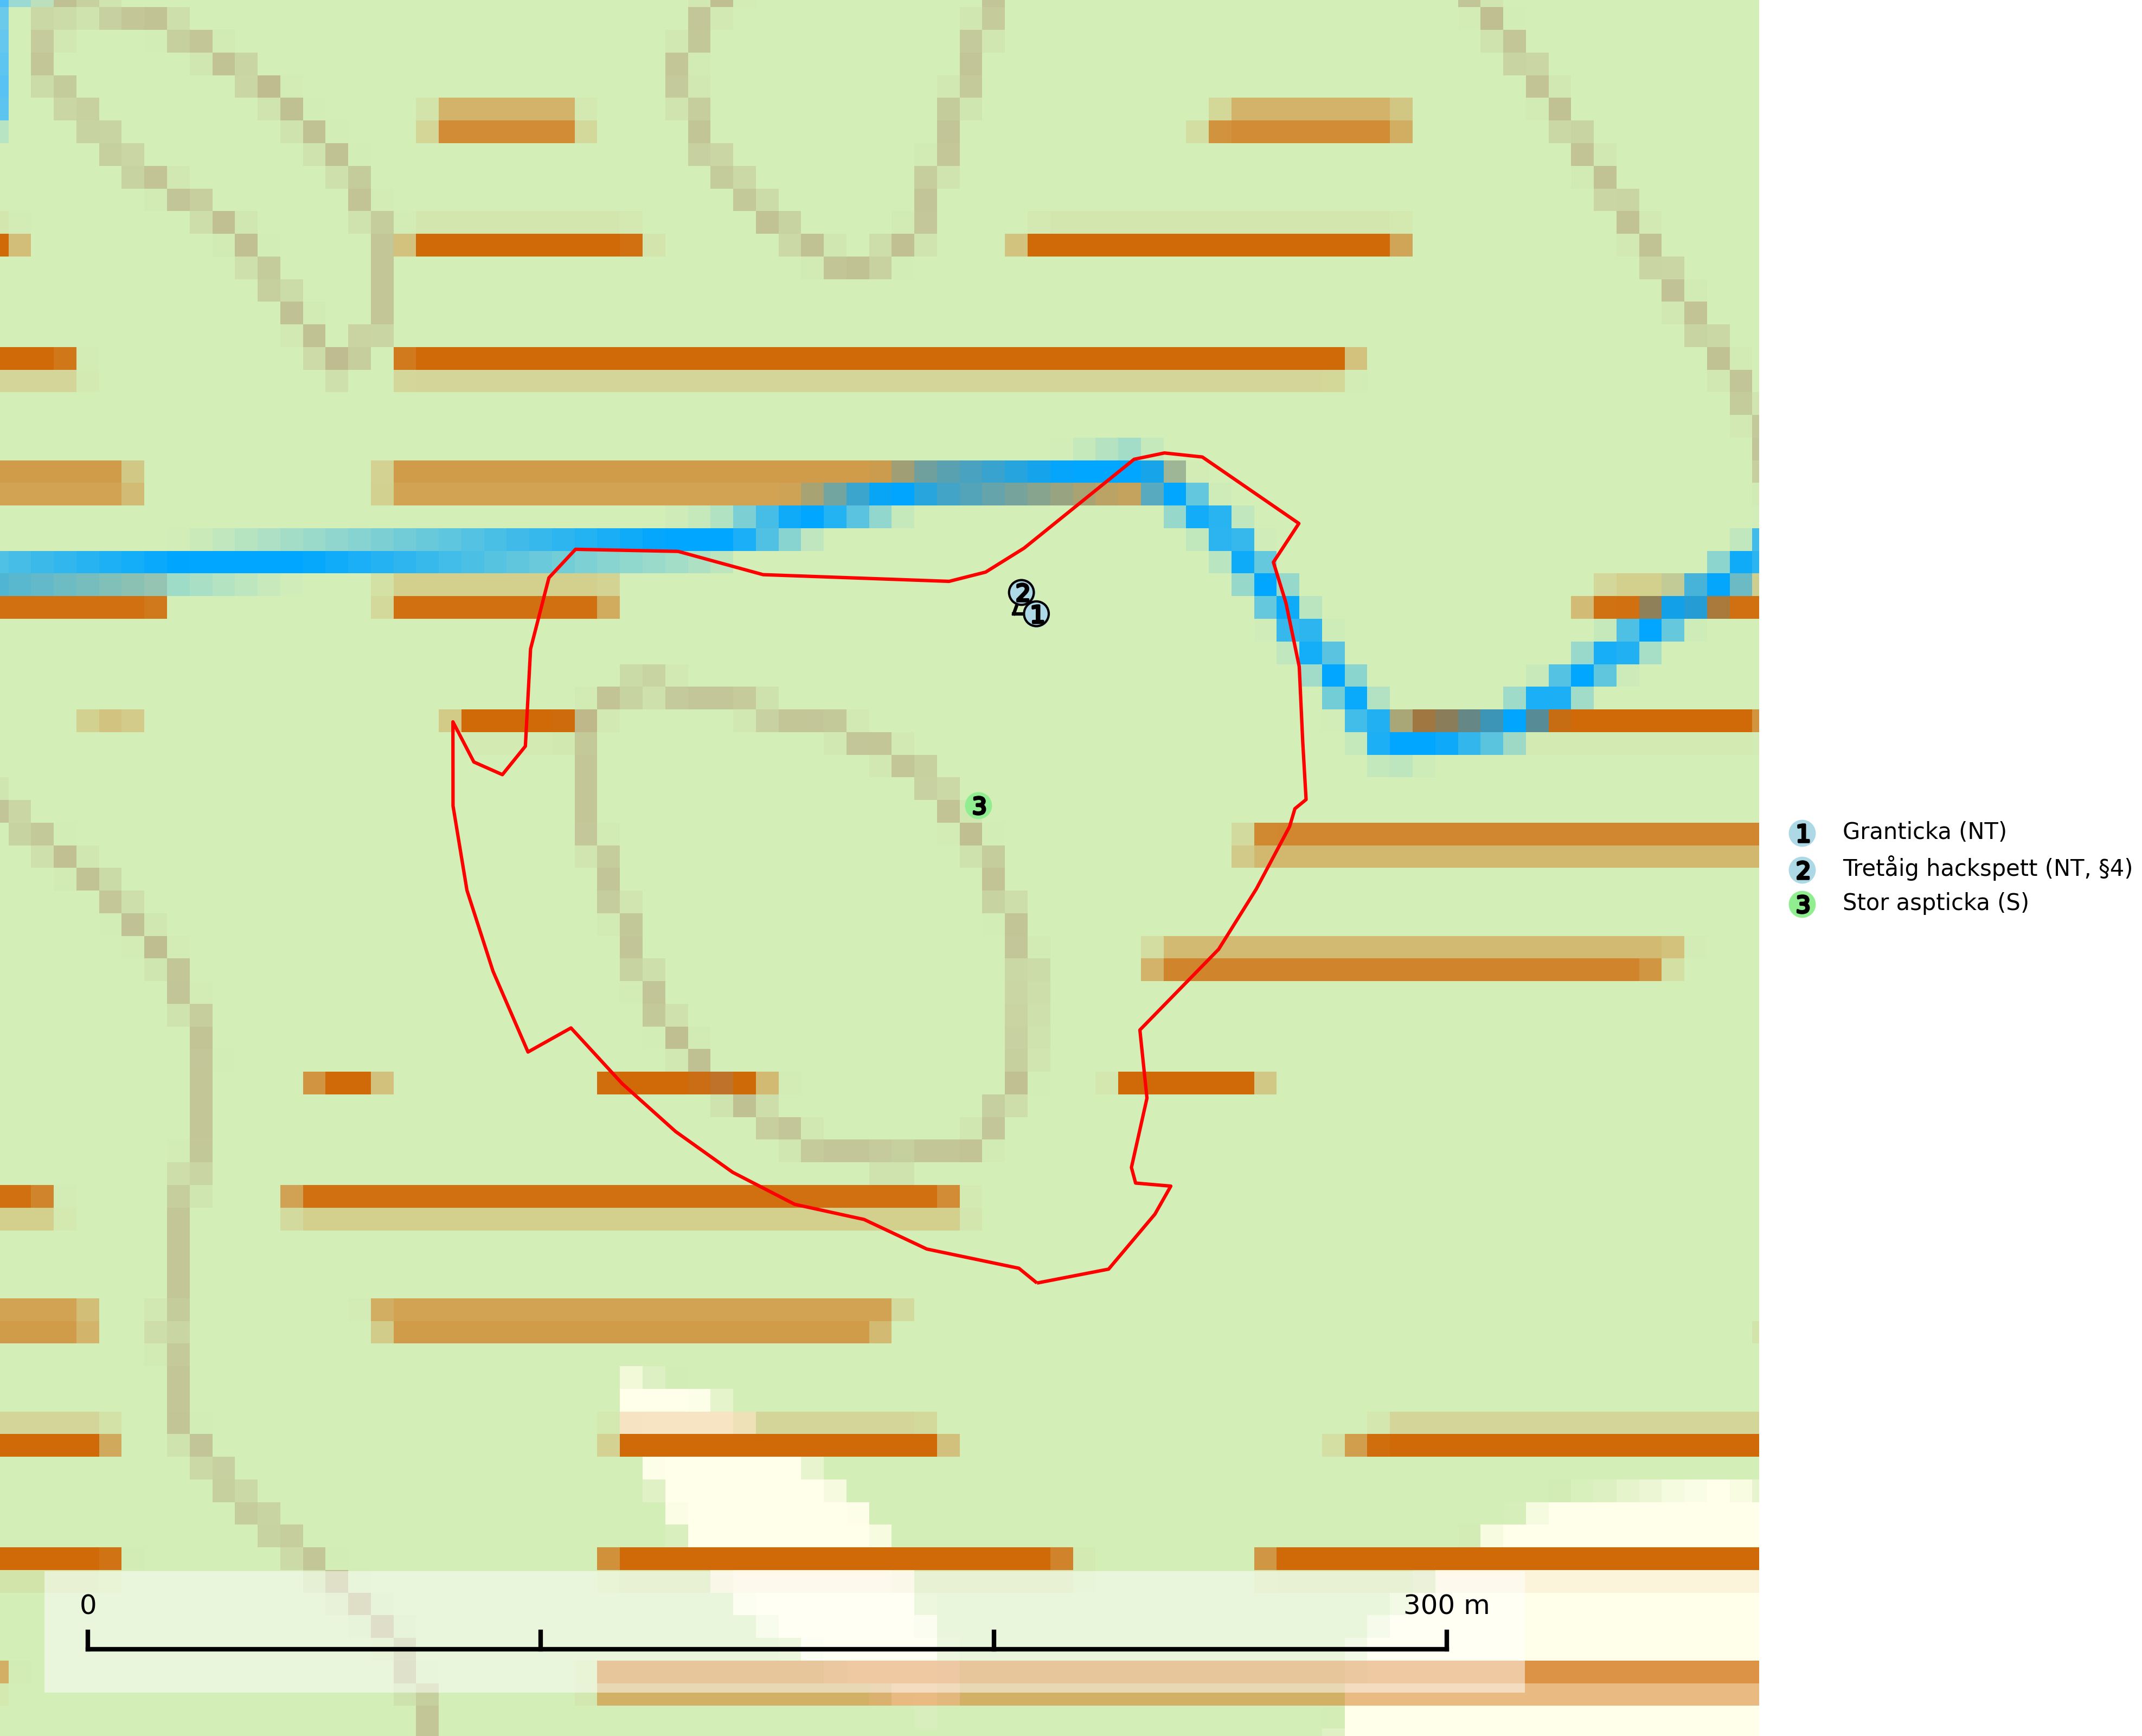 2
1
3
1 Granticka (NT)
2 Tretåig hackspett (NT, §4)
3 Stor aspticka (S)
0 300 m